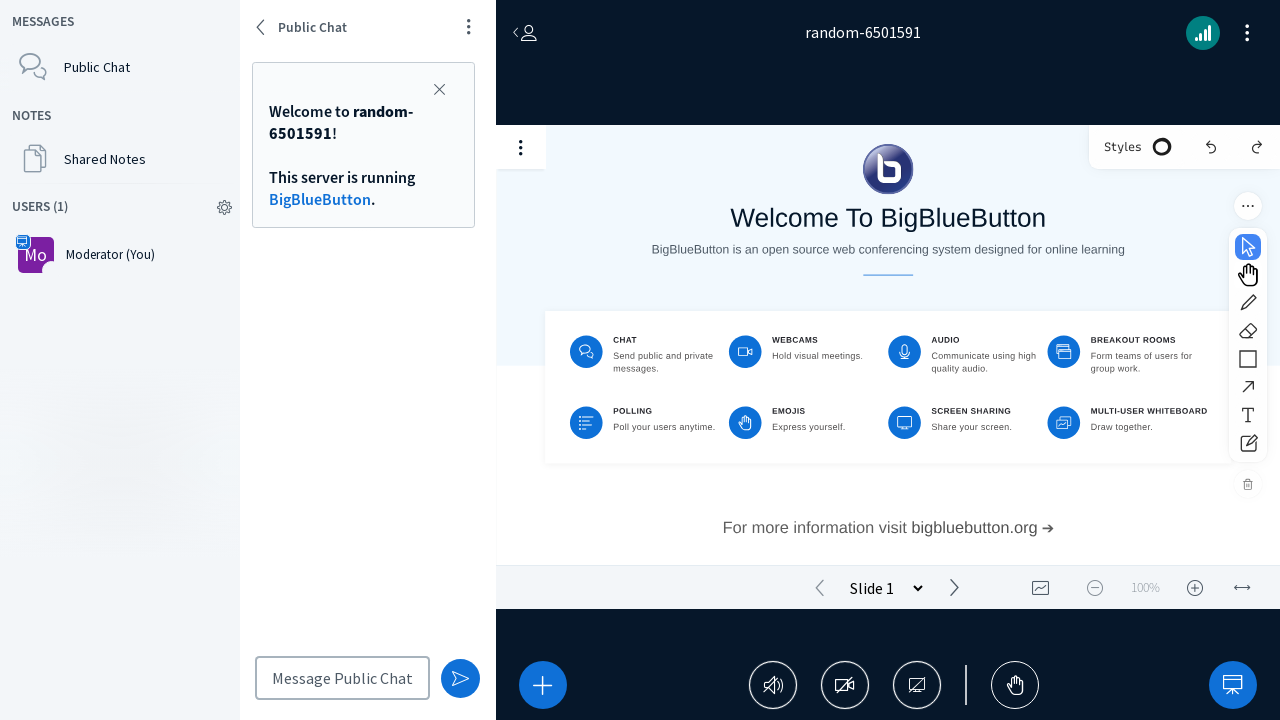 MESSAGES
Public Chat
NOTES
Shared Notes
USERS (1)
Mo
Moderator (You)
Public Chat
Welcome to random-
6501591!
This server is running
BigBlueButton.
Message Public Chat
random-6501591
Styles
Welcome To BigBlueButton
BigBlueButton is an open source web conferencing system designed for online learning
CHAT
Send public and private
messages.
WEBCAMS
Hold visual meetings.
AUDIO
Communicate using high
quality audio.
BREAKOUT ROOMS
Form teams of users for
group work.
POLLING
Poll your users anytime.
EMOJIS
Express yourself.
SCREEN SHARING
Share your screen.
MULTI-USER WHITEBOARD
Draw together.
For more information visit bigbluebutton.org →
Slide 1
100%